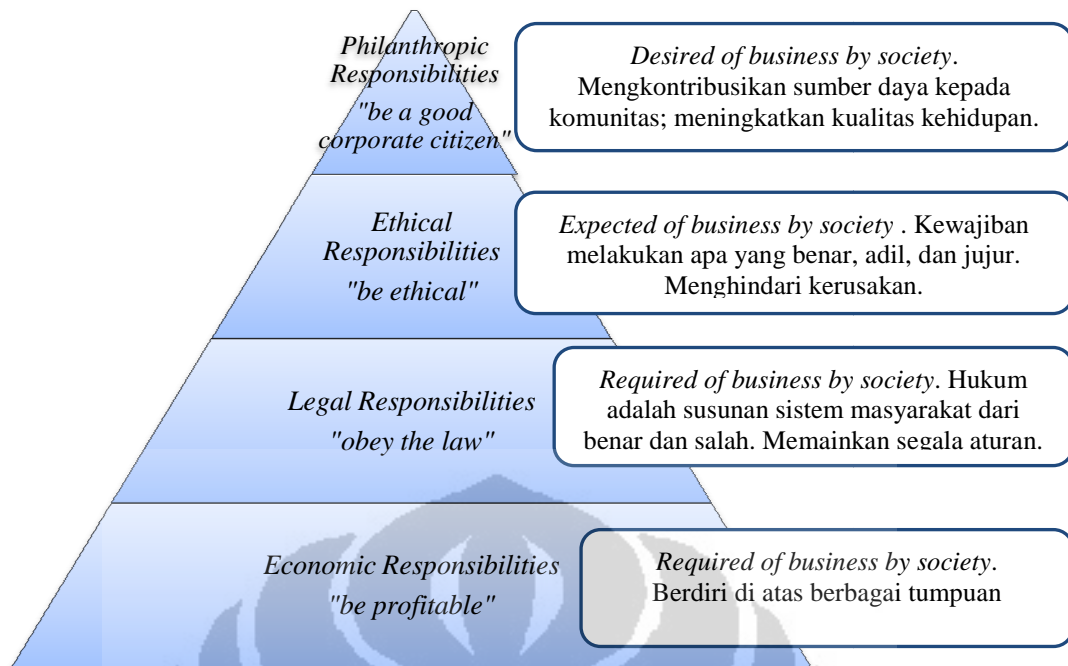 Philanthropic
Responsibilities
"be a good
corporate citizen"
Desired of business by society.
Mengkontribusikan sumber daya kepada
komunitas; meningkatkan kualitas kehidupan.
Ethical
Responsibilities
"be ethical"
Expected of business by society . Kewajiban
melakukan apa yang benar, adil, dan jujur.
Menghindari kerusakan.
Legal Responsibilities
"obey the law"
Required of business by society. Hukum
adalah susunan sistem masyarakat dari
benar dan salah. Memainkan segala aturan.
Economic Responsibilities
"be profitable"
Required of business by society.
Berdiri di atas berbagai tumpuan